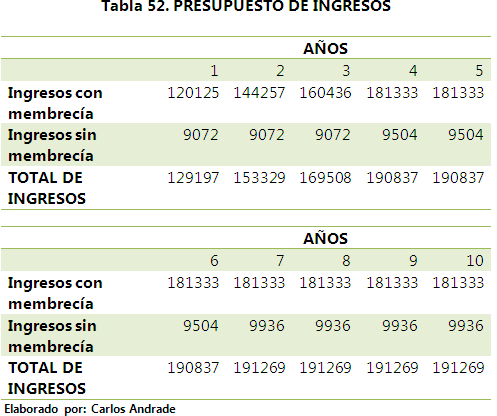 Tabla 52. PRESUPUESTO DE INGRESOS
AÑOS
1 2 3 4 5
Ingresos con 120125 144257 160436 181333 181333
membrecía
Ingresos sin 9072 9072 9072 9504 9504
membrecía
TOTAL DE 129197 153329 169508 190837 190837
INGRESOS
AÑOS
6 7 8 9 10
Ingresos con 181333 181333 181333 181333 181333
membrecía
Ingresos sin 9504 9936 9936 9936 9936
membrecía
TOTAL DE 190837 191269 191269 191269 191269
INGRESOS
Elaborado por: Carlos Andrade